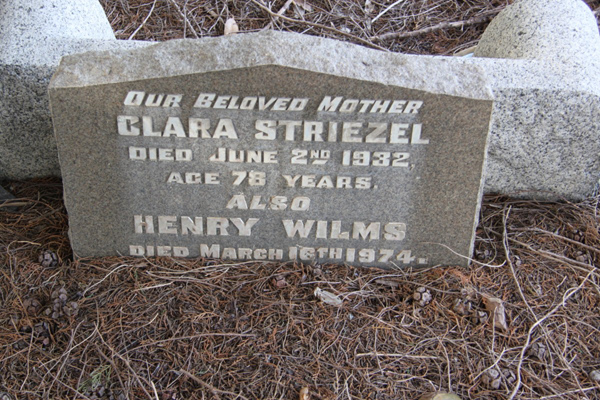 OUR BELOVED MOTHER
CLARA STRIEZEL
DIED JUNE 2ND 1932,
AGE 78 YEARS.
ALSO
HENRY WILMS
DIED MARCH 16TH 1974.